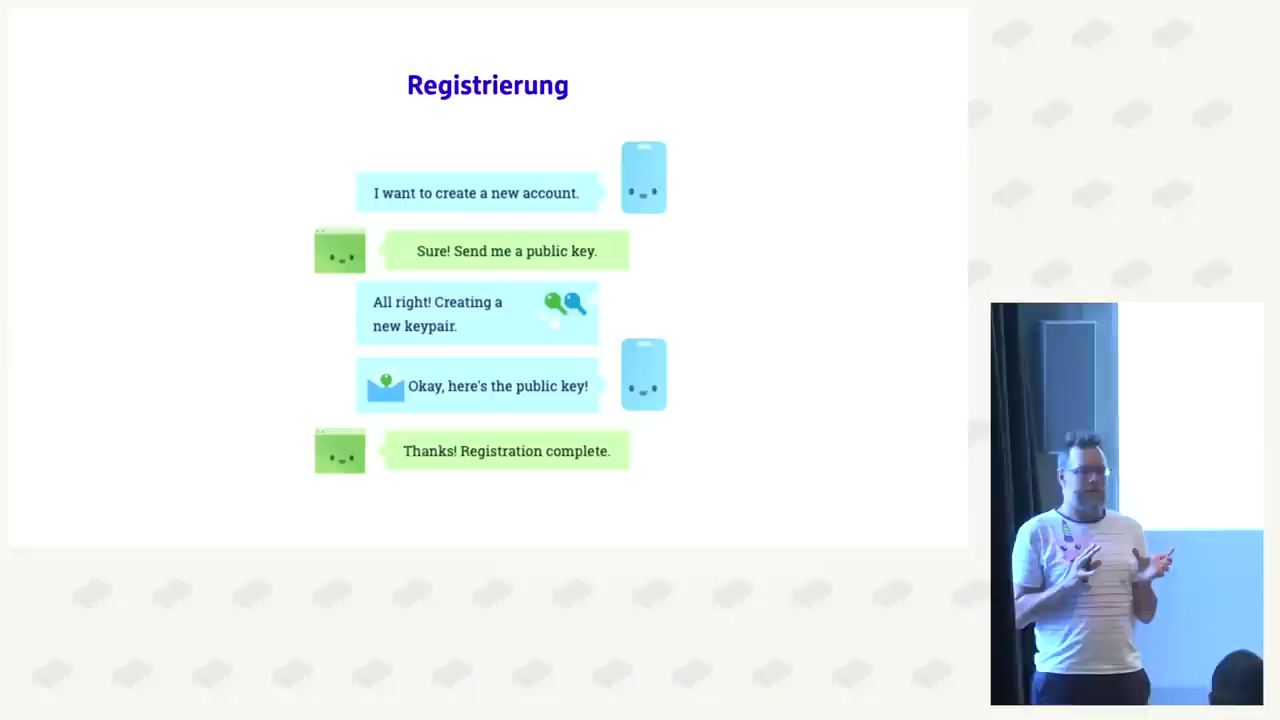 Registrierung
I want to create a new account.
Sure! Send me a public key.
All right! Creating a
new keypair.
Okay, here's the public key!
Thanks! Registration complete.